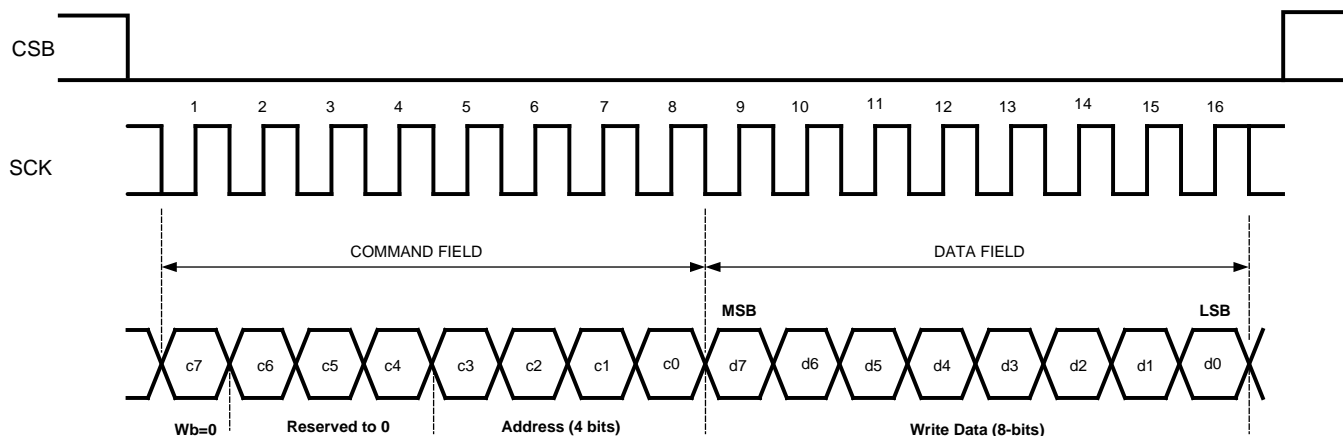 CSB
1 2 3 4 5 6 7 8 9 10 11 12 13 14 15 16
SCK
COMMAND FIELD DATA FIELD
MSB LSB
c7 c6 c5 c4 c3 c2 c1 c0 d7 d6 d5 d4 d3 d2 d1 d0
Wb=0 Reserved to 0 Address (4 bits) Write Data (8-bits)